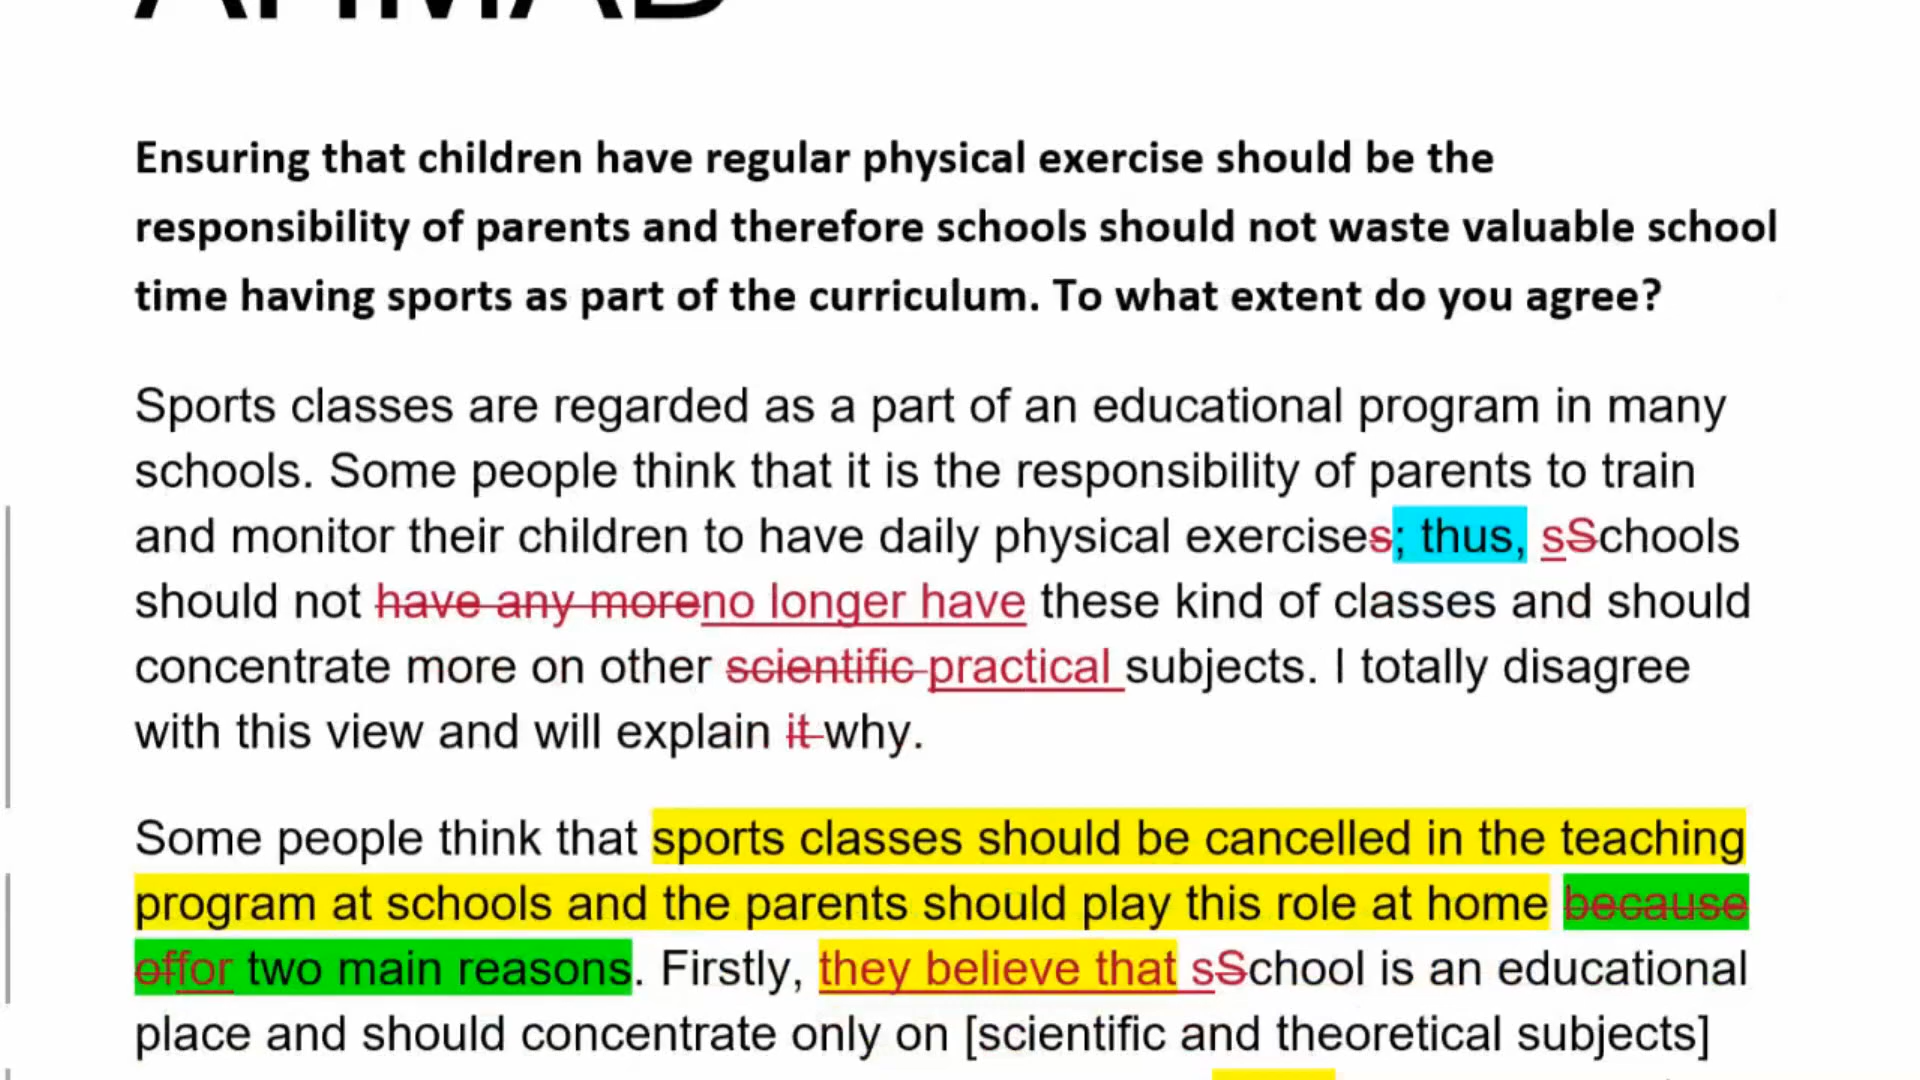 AHMAD
Ensuring that children have regular physical exercise should be the
responsibility of parents and therefore schools should not waste valuable school
time having sports as part of the curriculum. To what extent do you agree?
Sports classes are regarded as a part of an educational program in many
schools. Some people think that it is the responsibility of parents to train
and monitor their children to have daily physical exercises; thus, sSchools
should not have any moreno longer have these kind of classes and should
concentrate more on other scientific practical subjects. I totally disagree
with this view and will explain it why.
Some people think that sports classes should be cancelled in the teaching
program at schools and the parents should play this role at home because
offor two main reasons. Firstly, they believe that sSchool is an educational
place and should concentrate only on [scientific and theoretical subjects]